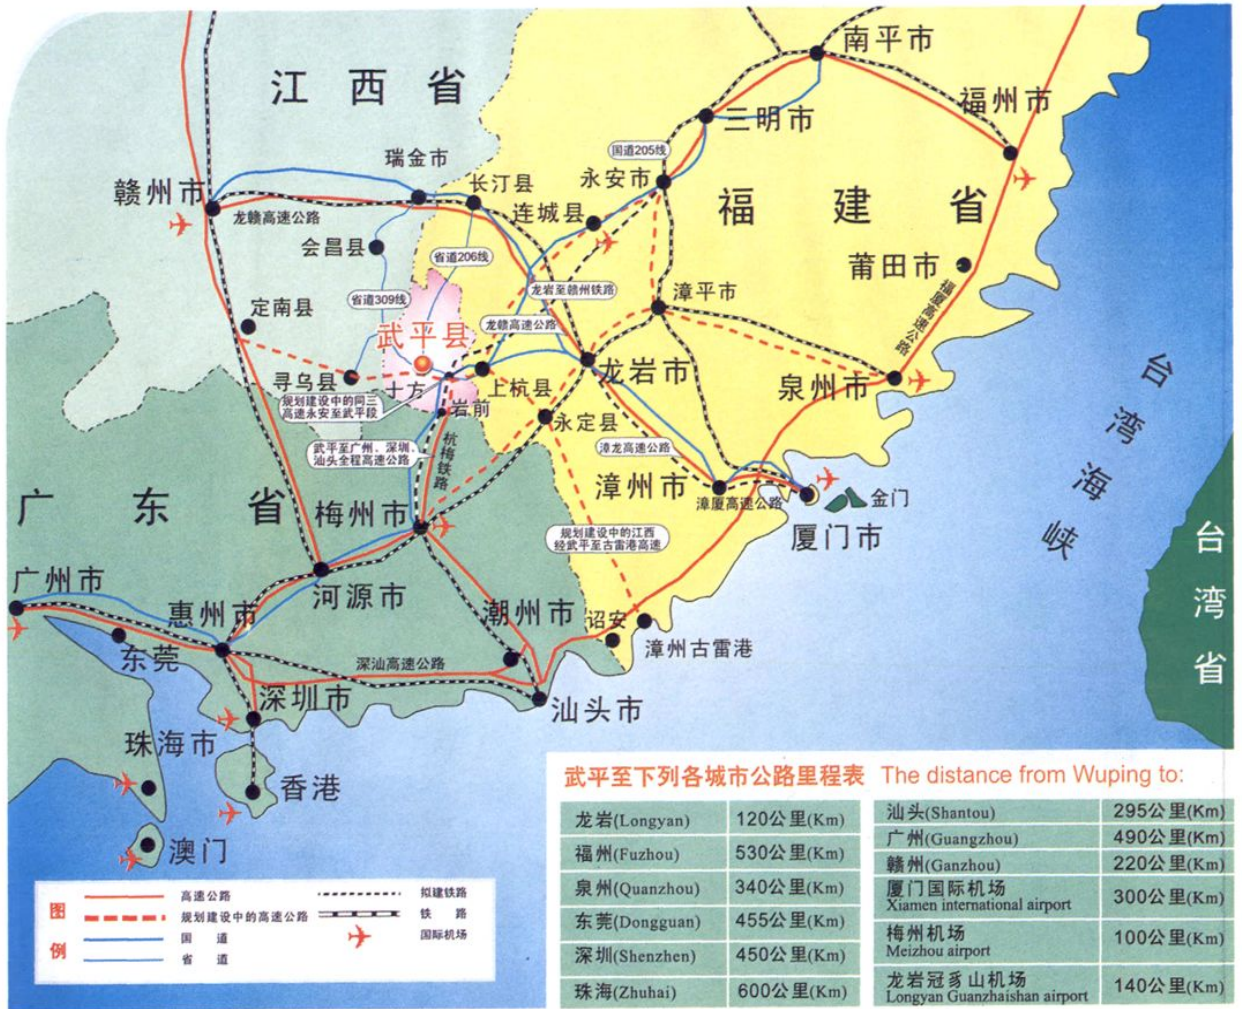 江西省
南平市
福州市
三明市
国道205线
瑞金市
永安市
长汀县
赣州市
连城县
福建省
龙赣高速公路
会昌县
省道206线
莆田市
省道309线
龙岩至赣州铁路
漳平市
定南县
福厦高速公路
龙赣高速公路
武平县
台湾海峡
寻乌县
十方
上杭县
龙岩市
泉州市
规划建设中的同三
高速永安至武平段
岩前
永定县
武平至广州、深圳、
汕头全程高速公路
杭梅铁路
漳龙高速公路
广东省
梅州市
漳州市
漳厦高速公路
金门
厦门市
规划建设中的江西
经武平至古雷港高速
台湾省
广州市
河源市
惠州市
潮州市
诏安
东莞
漳州古雷港
深汕高速公路
深圳市
汕头市
珠海市
香港
澳门
武平至下列各城市公路里程表 The distance from Wuping to:
龙岩(Longyan) 120公里(Km)
福州(Fuzhou) 530公里(Km)
泉州(Quanzhou) 340公里(Km)
东莞(Dongguan) 455公里(Km)
深圳(Shenzhen) 450公里(Km)
珠海(Zhuhai) 600公里(Km)
汕头(Shantou) 295公里(Km)
广州(Guangzhou) 490公里(Km)
赣州(Ganzhou) 220公里(Km)
厦门国际机场
Xiamen international airport 300公里(Km)
梅州机场
Meizhou airport 100公里(Km)
龙岩冠豸山机场
Longyan Guanzhaishan airport 140公里(Km)
图例
高速公路
规划建设中的高速公路
国道
省道
拟建铁路
铁路
国际机场